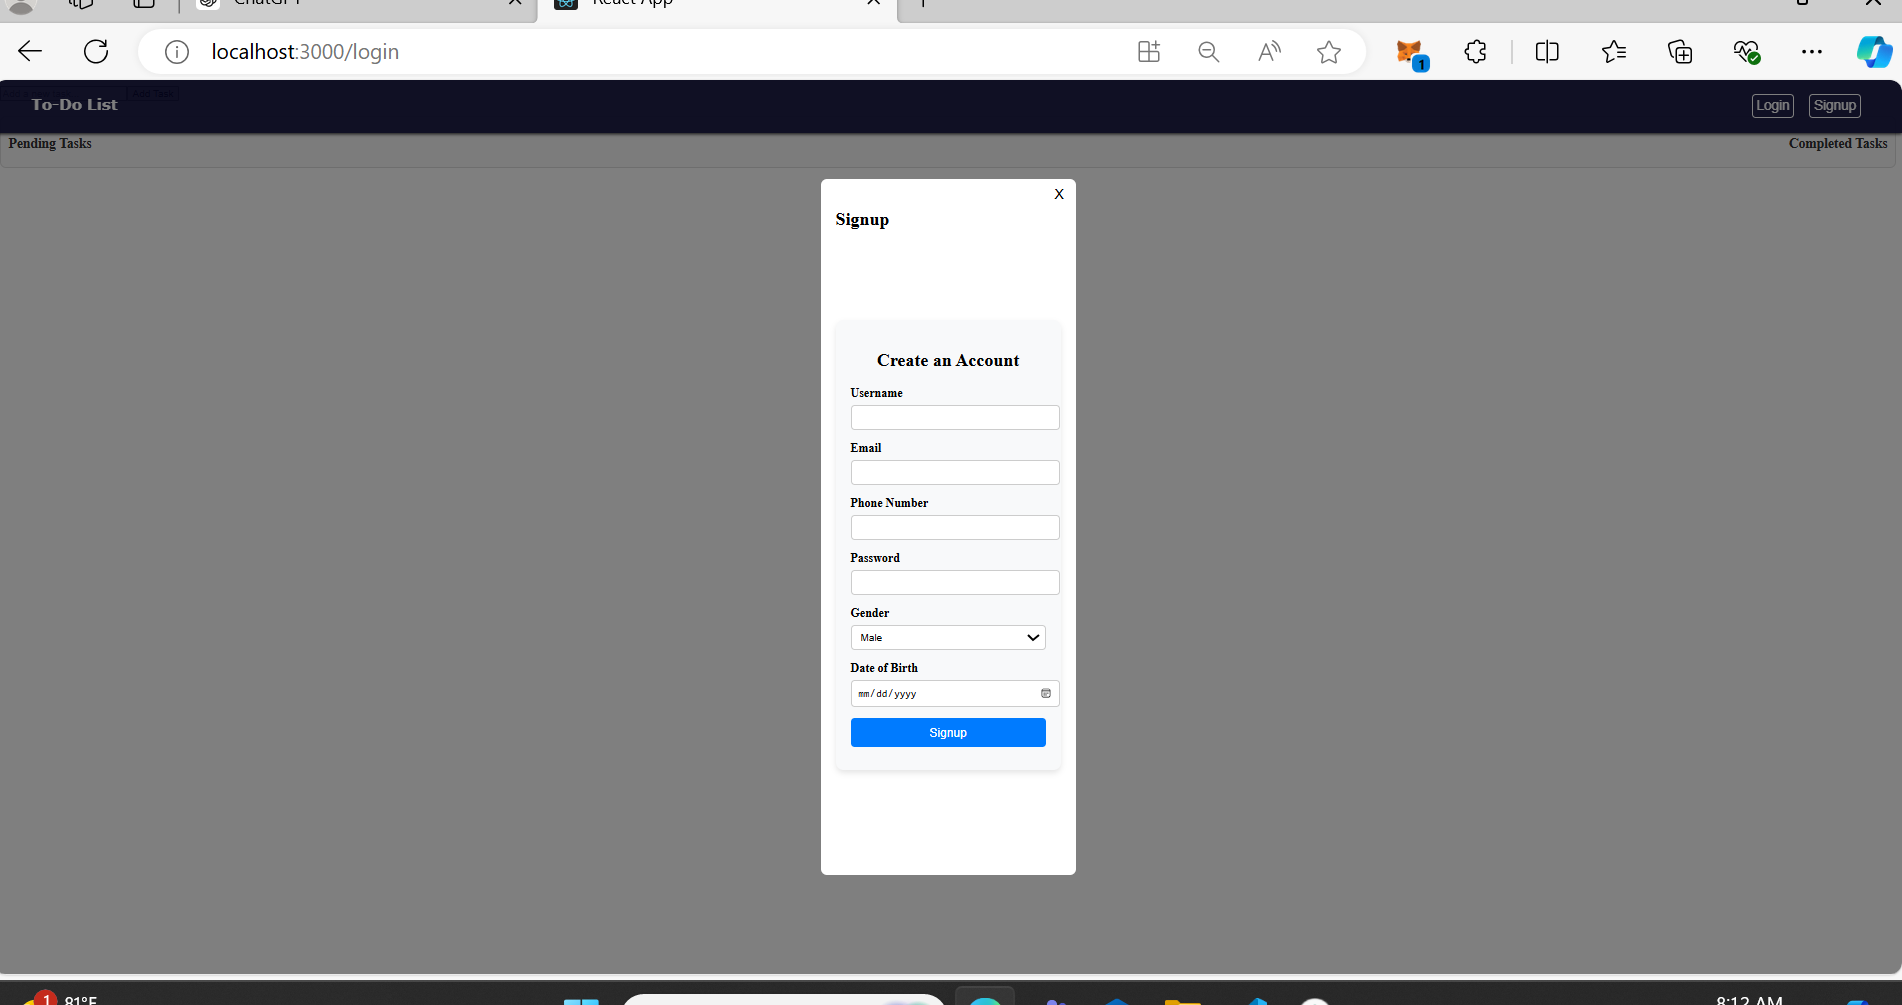 ChatGPT
React App
localhost:3000/login
1
Add Task
To-Do List
Login
Signup
Pending Tasks
Completed Tasks
X
Signup
Create an Account
Username
Email
Phone Number
Password
Gender
Male
Date of Birth
mm/dd/yyyy
Signup
1
81°F
8:12 AM